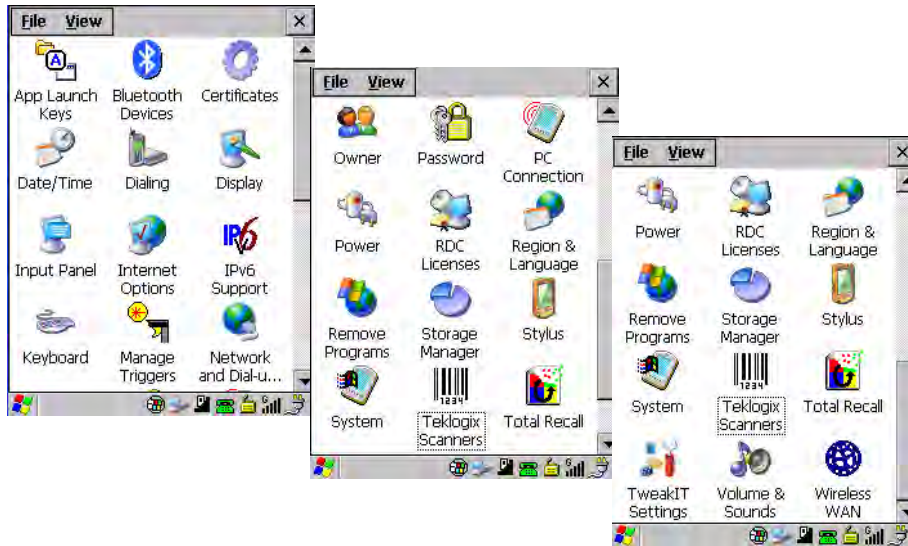 File View
App Launch Keys
Bluetooth Devices
Certificates
Date/Time
Dialing
Display
Input Panel
Internet Options
IPv6
IPv6 Support
Keyboard
Manage Triggers
Network and Dial-u...
File View
Owner
Password
PC Connection
Power
RDC Licenses
Region & Language
Remove Programs
Storage Manager
Stylus
System
1234
Teklogix Scanners
Total Recall
File View
Power
RDC Licenses
Region & Language
Remove Programs
Storage Manager
Stylus
System
1234
Teklogix Scanners
Total Recall
TweakIT Settings
Volume & Sounds
Wireless WAN